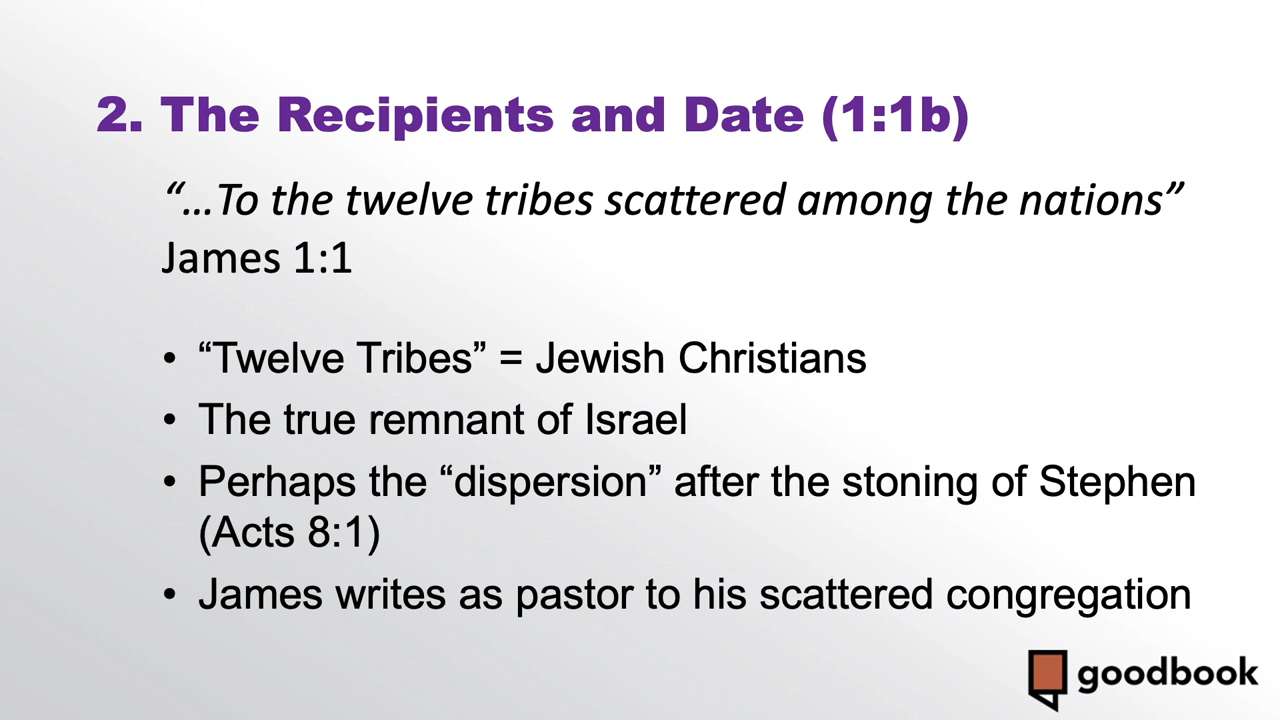 2. The Recipients and Date (1:1b)
“…To the twelve tribes scattered among the nations”
James 1:1
• “Twelve Tribes” = Jewish Christians
• The true remnant of Israel
• Perhaps the “dispersion” after the stoning of Stephen
(Acts 8:1)
• James writes as pastor to his scattered congregation
goodbook